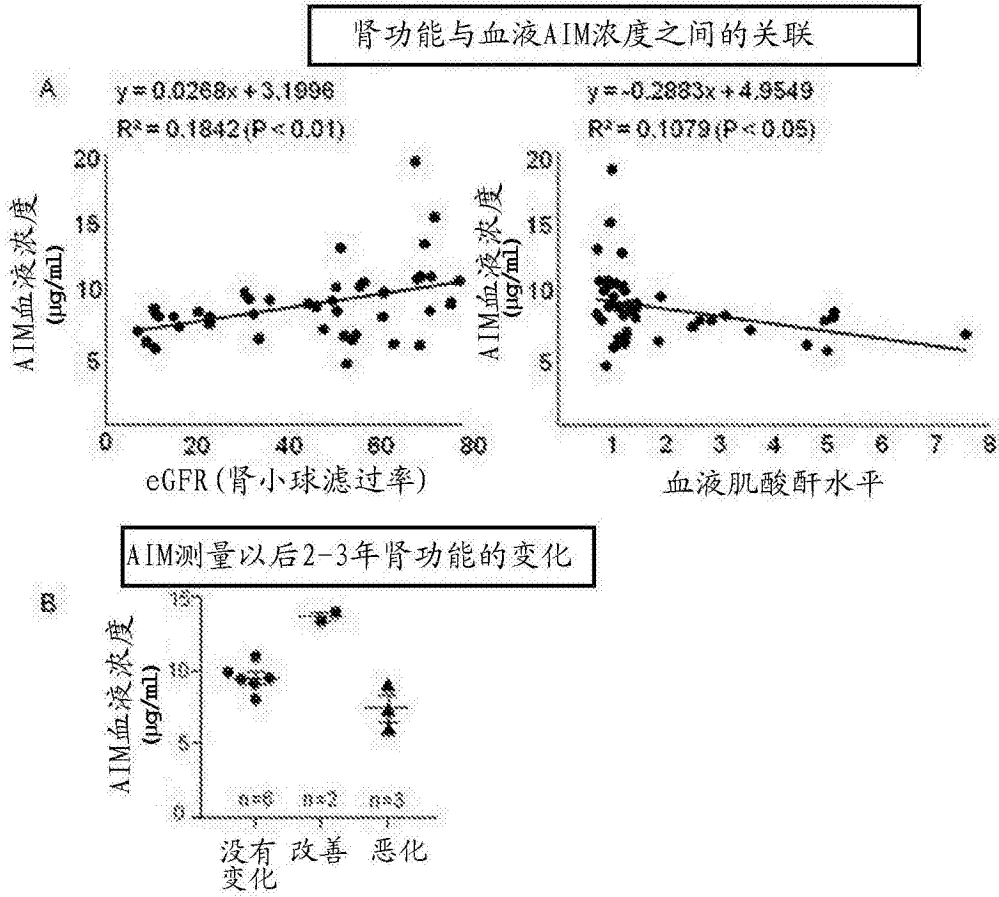 肾功能与血液AIM浓度之间的关联
A
y=0.0268x+3.1996
R²=0.1842(P<0.01)
20
15
10
5
AIM血液浓度
(μg/ml)
0
20
40
60
80
eGFR(肾小球滤过率)
y=-0.2883x+4.9549
R²=0.1079(P<0.05)
20
15
10
5
AIM血液浓度
(μg/ml)
1
2
3
4
5
6
7
8
血液肌酸酐水平
AIM测量以后2-3年肾功能的变化
B
15
10
5
0
AIM血液浓度
(μg/ml)
n=6
n=2
n=3
没有
变化
改善
恶化